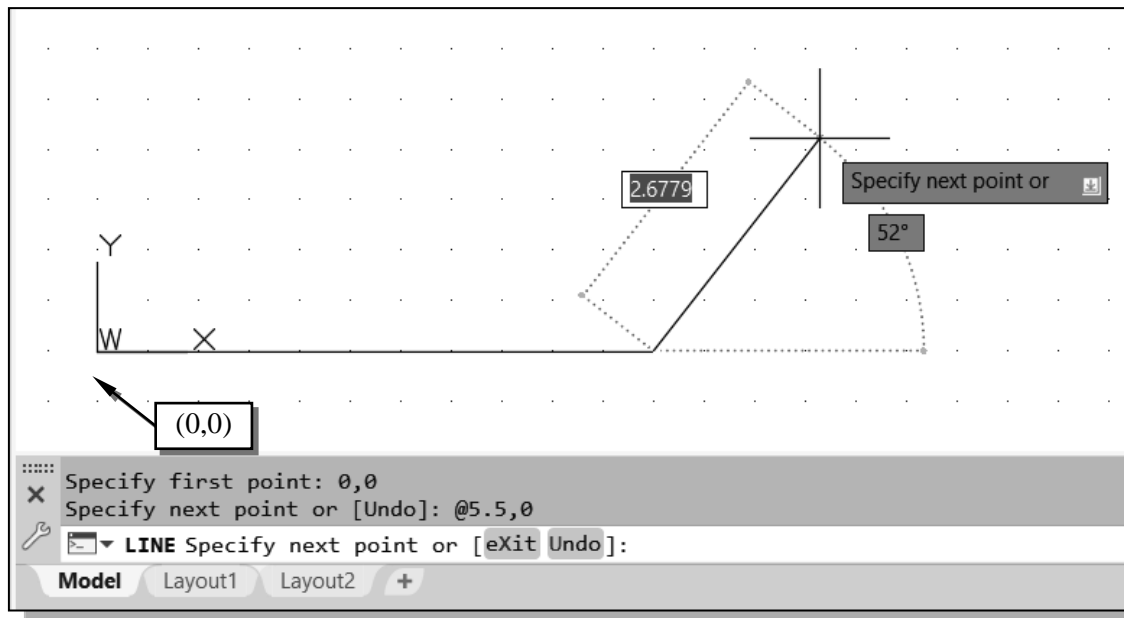 2.6779
Specify next point or
52°
Y
W X
(0,0)
Specify first point: 0,0
Specify next point or [Undo]: @5.5,0
LINE Specify next point or [eXit Undo]:
Model Layout1 Layout2 +